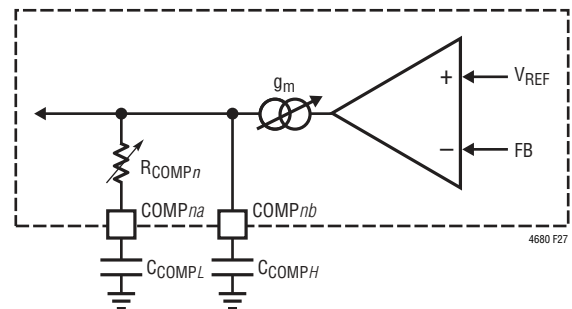 gm
+
VREF
−
FB
RCOMPn
COMPna
COMPnb
4680 F27
CCOMPL
CCOMPH